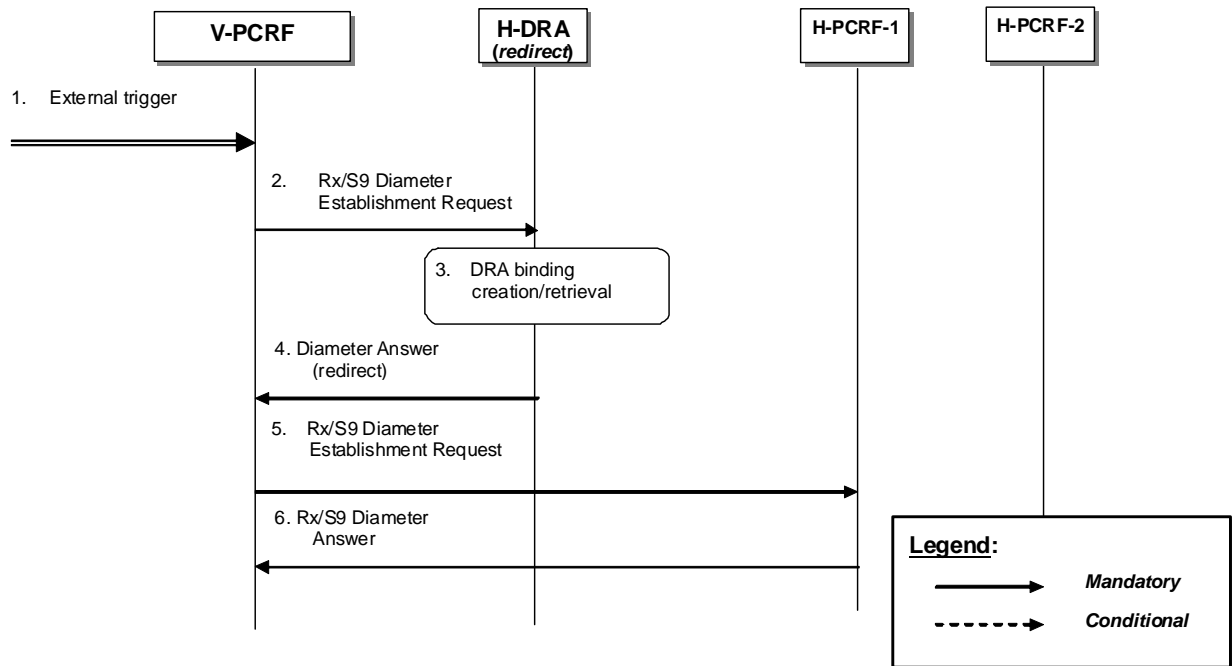 V-PCRF
H-DRA
(redirect)
H-PCRF-1
H-PCRF-2
1. External trigger
2. Rx/S9 Diameter
Establishment Request
3. DRA binding
creation/retrieval
4. Diameter Answer
(redirect)
5. Rx/S9 Diameter
Establishment Request
6. Rx/S9 Diameter
Answer
Legend:
Mandatory
Conditional